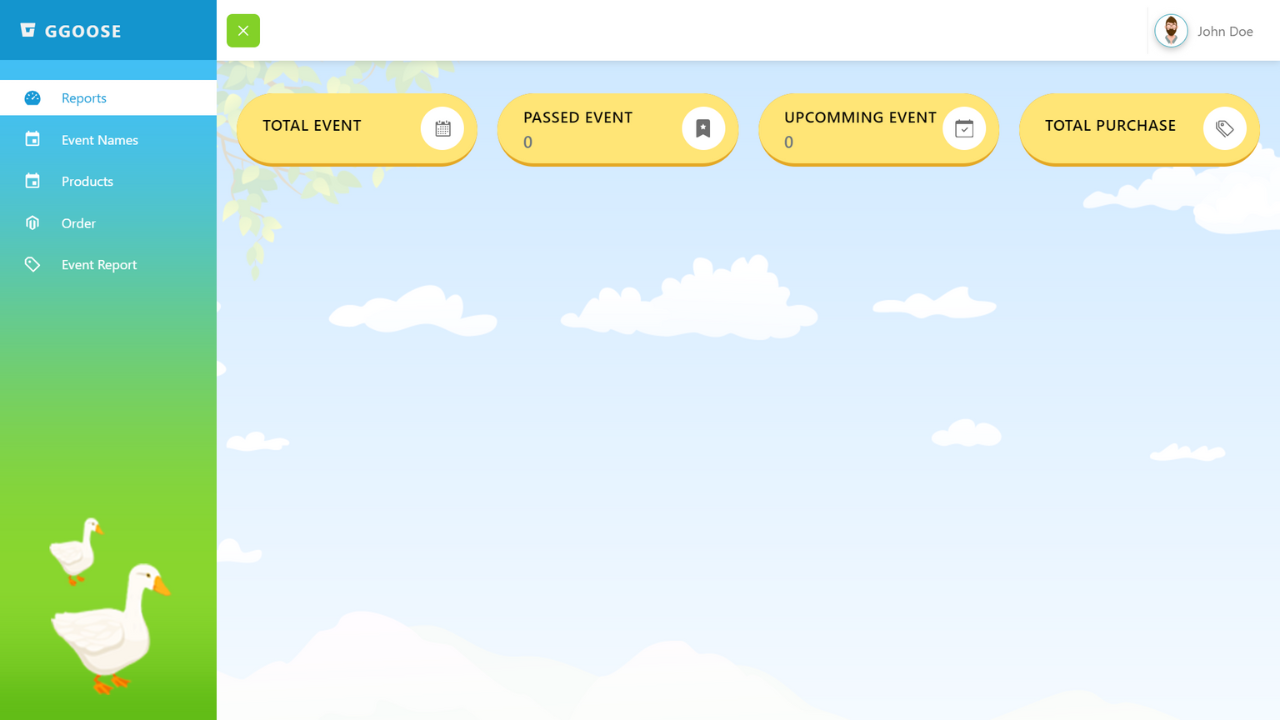 GGOOSE
John Doe
Reports
Event Names
Products
Order
Event Report
TOTAL EVENT
PASSED EVENT
0
UPCOMMING EVENT
0
TOTAL PURCHASE